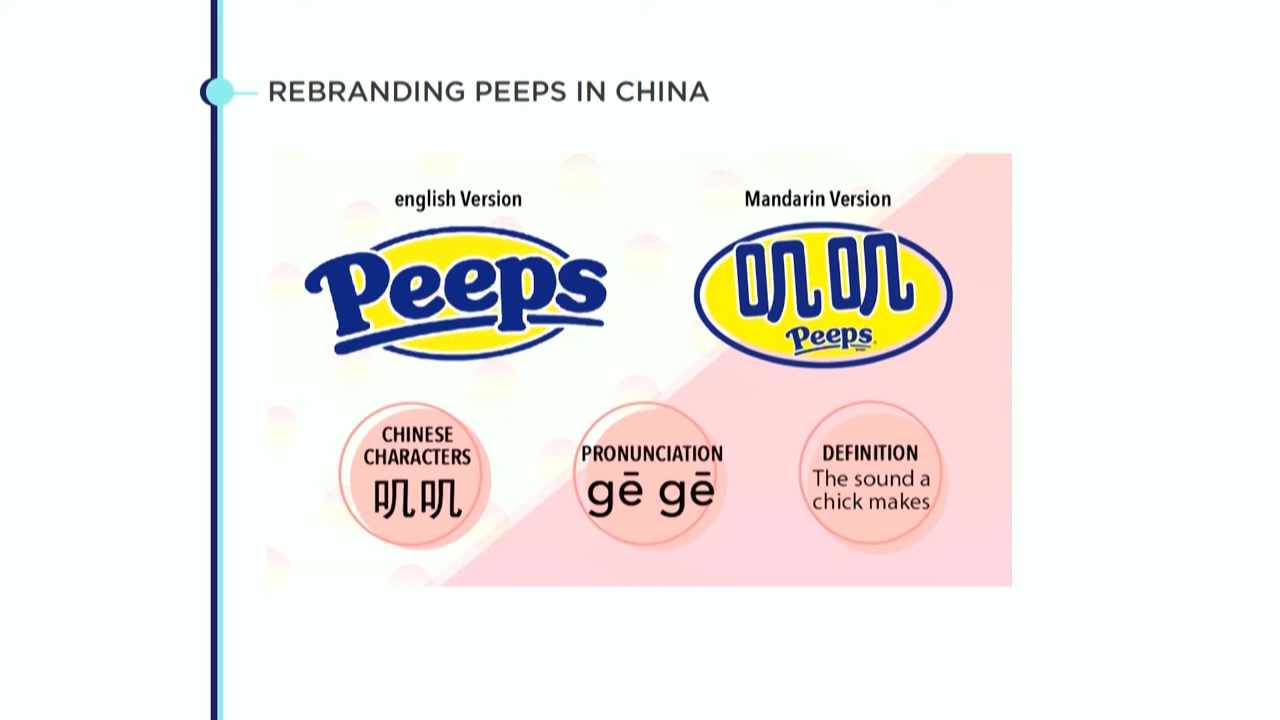 REBRANDING PEEPS IN CHINA
english Version
Peeps
Mandarin Version
叽叽
Peeps
CHINESE
CHARACTERS
叽叽
PRONUNCIATION
gē gē
DEFINITION
The sound a
chick makes